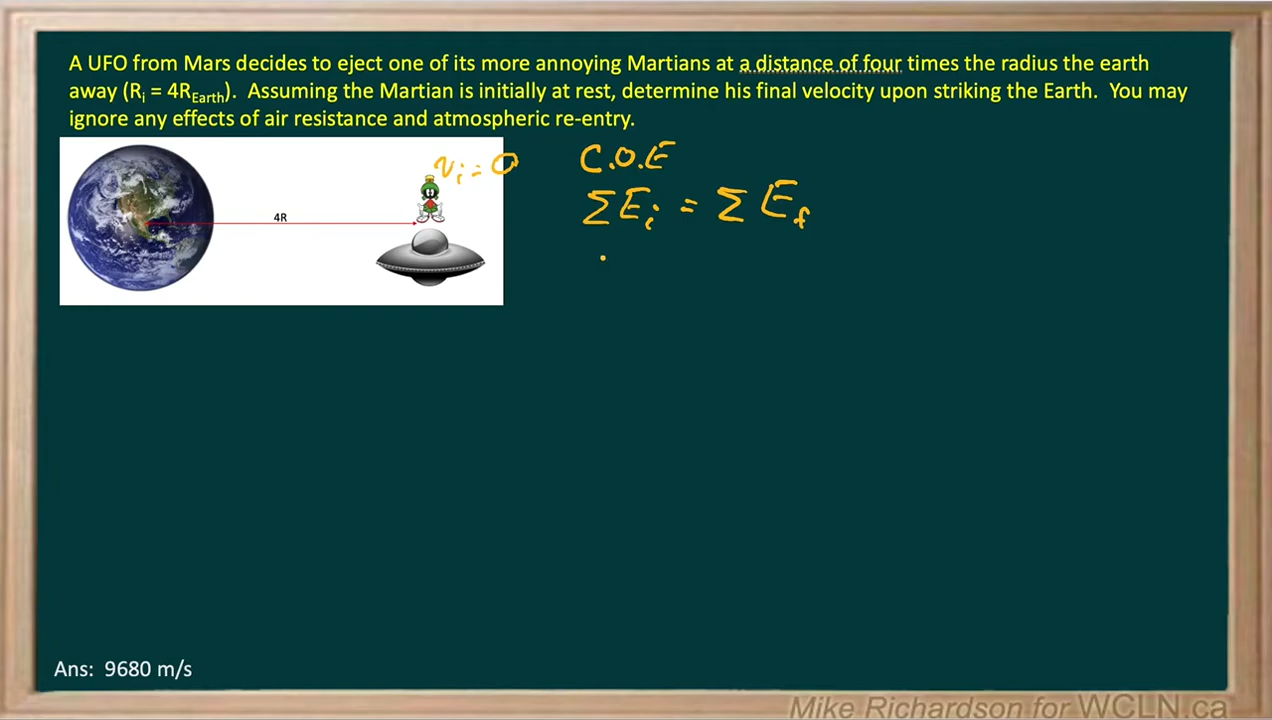 A UFO from Mars decides to eject one of its more annoying Martians at a distance of four times the radius the earth
away (Rᵢ = 4R_Earth). Assuming the Martian is initially at rest, determine his final velocity upon striking the Earth. You may
ignore any effects of air resistance and atmospheric re-entry.
vᵢ = 0
C.O.E
4R
ΣEᵢ = ΣE_f
Ans: 9680 m/s
Mike Richardson for WCLN.ca